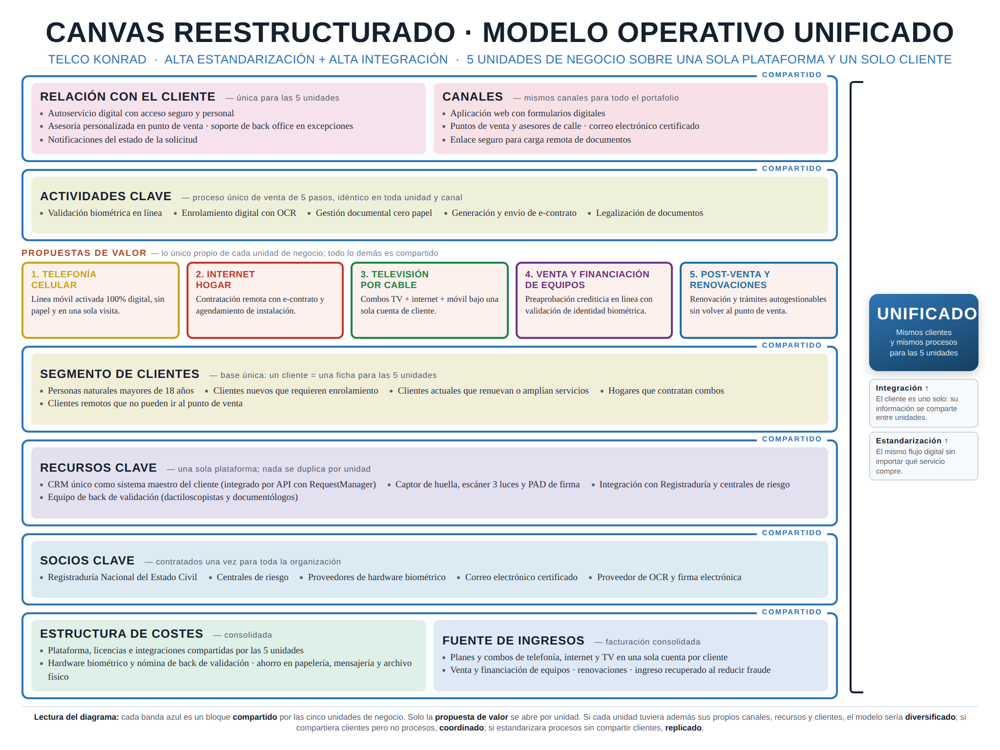 CANVAS REESTRUCTURADO · MODELO OPERATIVO UNIFICADO
TELCO KONRAD · ALTA ESTANDARIZACIÓN + ALTA INTEGRACIÓN · 5 UNIDADES DE NEGOCIO SOBRE UNA SOLA PLATAFORMA Y UN SOLO CLIENTE
COMPARTIDO
RELACIÓN CON EL CLIENTE — única para las 5 unidades
• Autoservicio digital con acceso seguro y personal
• Asesoría personalizada en punto de venta · soporte de back office en excepciones
• Notificaciones del estado de la solicitud
CANALES — mismos canales para todo el portafolio
• Aplicación web con formularios digitales
• Puntos de venta y asesores de calle · correo electrónico certificado
• Enlace seguro para carga remota de documentos
COMPARTIDO
ACTIVIDADES CLAVE — proceso único de venta de 5 pasos, idéntico en toda unidad y canal
• Validación biométrica en línea • Enrolamiento digital con OCR • Gestión documental cero papel • Generación y envío de e-contrato • Legalización de documentos
PROPUESTAS DE VALOR — lo único propio de cada unidad de negocio; todo lo demás es compartido
1. TELEFONÍA
CELULAR
Línea móvil activada 100% digital, sin
papel y en una sola visita.
2. INTERNET
HOGAR
Contratación remota con e-contrato y
agendamiento de instalación.
3. TELEVISIÓN
POR CABLE
Combos TV + internet + móvil bajo una
sola cuenta de cliente.
4. VENTA Y FINANCIACIÓN
DE EQUIPOS
Preaprobación crediticia en línea con
validación de identidad biométrica.
5. POST-VENTA Y
RENOVACIONES
Renovación y trámites autogestionables
sin volver al punto de venta.
COMPARTIDO
SEGMENTO DE CLIENTES — base única: un cliente = una ficha para las 5 unidades
• Personas naturales mayores de 18 años • Clientes nuevos que requieren enrolamiento • Clientes actuales que renuevan o amplían servicios • Hogares que contratan combos
• Clientes remotos que no pueden ir al punto de venta
COMPARTIDO
RECURSOS CLAVE — una sola plataforma; nada se duplica por unidad
• CRM único como sistema maestro del cliente (integrado por API con RequestManager) • Captor de huella, escáner 3 luces y PAD de firma • Integración con Registraduría y centrales de riesgo
• Equipo de back de validación (dactiloscopistas y documentólogos)
COMPARTIDO
SOCIOS CLAVE — contratados una vez para toda la organización
• Registraduría Nacional del Estado Civil • Centrales de riesgo • Proveedores de hardware biométrico • Correo electrónico certificado • Proveedor de OCR y firma electrónica
COMPARTIDO
ESTRUCTURA DE COSTES — consolidada
• Plataforma, licencias e integraciones compartidas por las 5 unidades
• Hardware biométrico y nómina de back de validación · ahorro en papelería, mensajería y archivo
físico
FUENTE DE INGRESOS — facturación consolidada
• Planes y combos de telefonía, internet y TV en una sola cuenta por cliente
• Venta y financiación de equipos · renovaciones · ingreso recuperado al reducir fraude
UNIFICADO
Mismos clientes
y mismos procesos
para las 5 unidades
Integración ↑
El cliente es uno solo: su
información se comparte
entre unidades.
Estandarización ↑
El mismo flujo digital sin
importar qué servicio
compre.
Lectura del diagrama: cada banda azul es un bloque compartido por las cinco unidades de negocio. Solo la propuesta de valor se abre por unidad. Si cada unidad tuviera además sus propios canales, recursos y clientes, el modelo sería diversificado; si
compartiera clientes pero no procesos, coordinado; si estandarizara procesos sin compartir clientes, replicado.